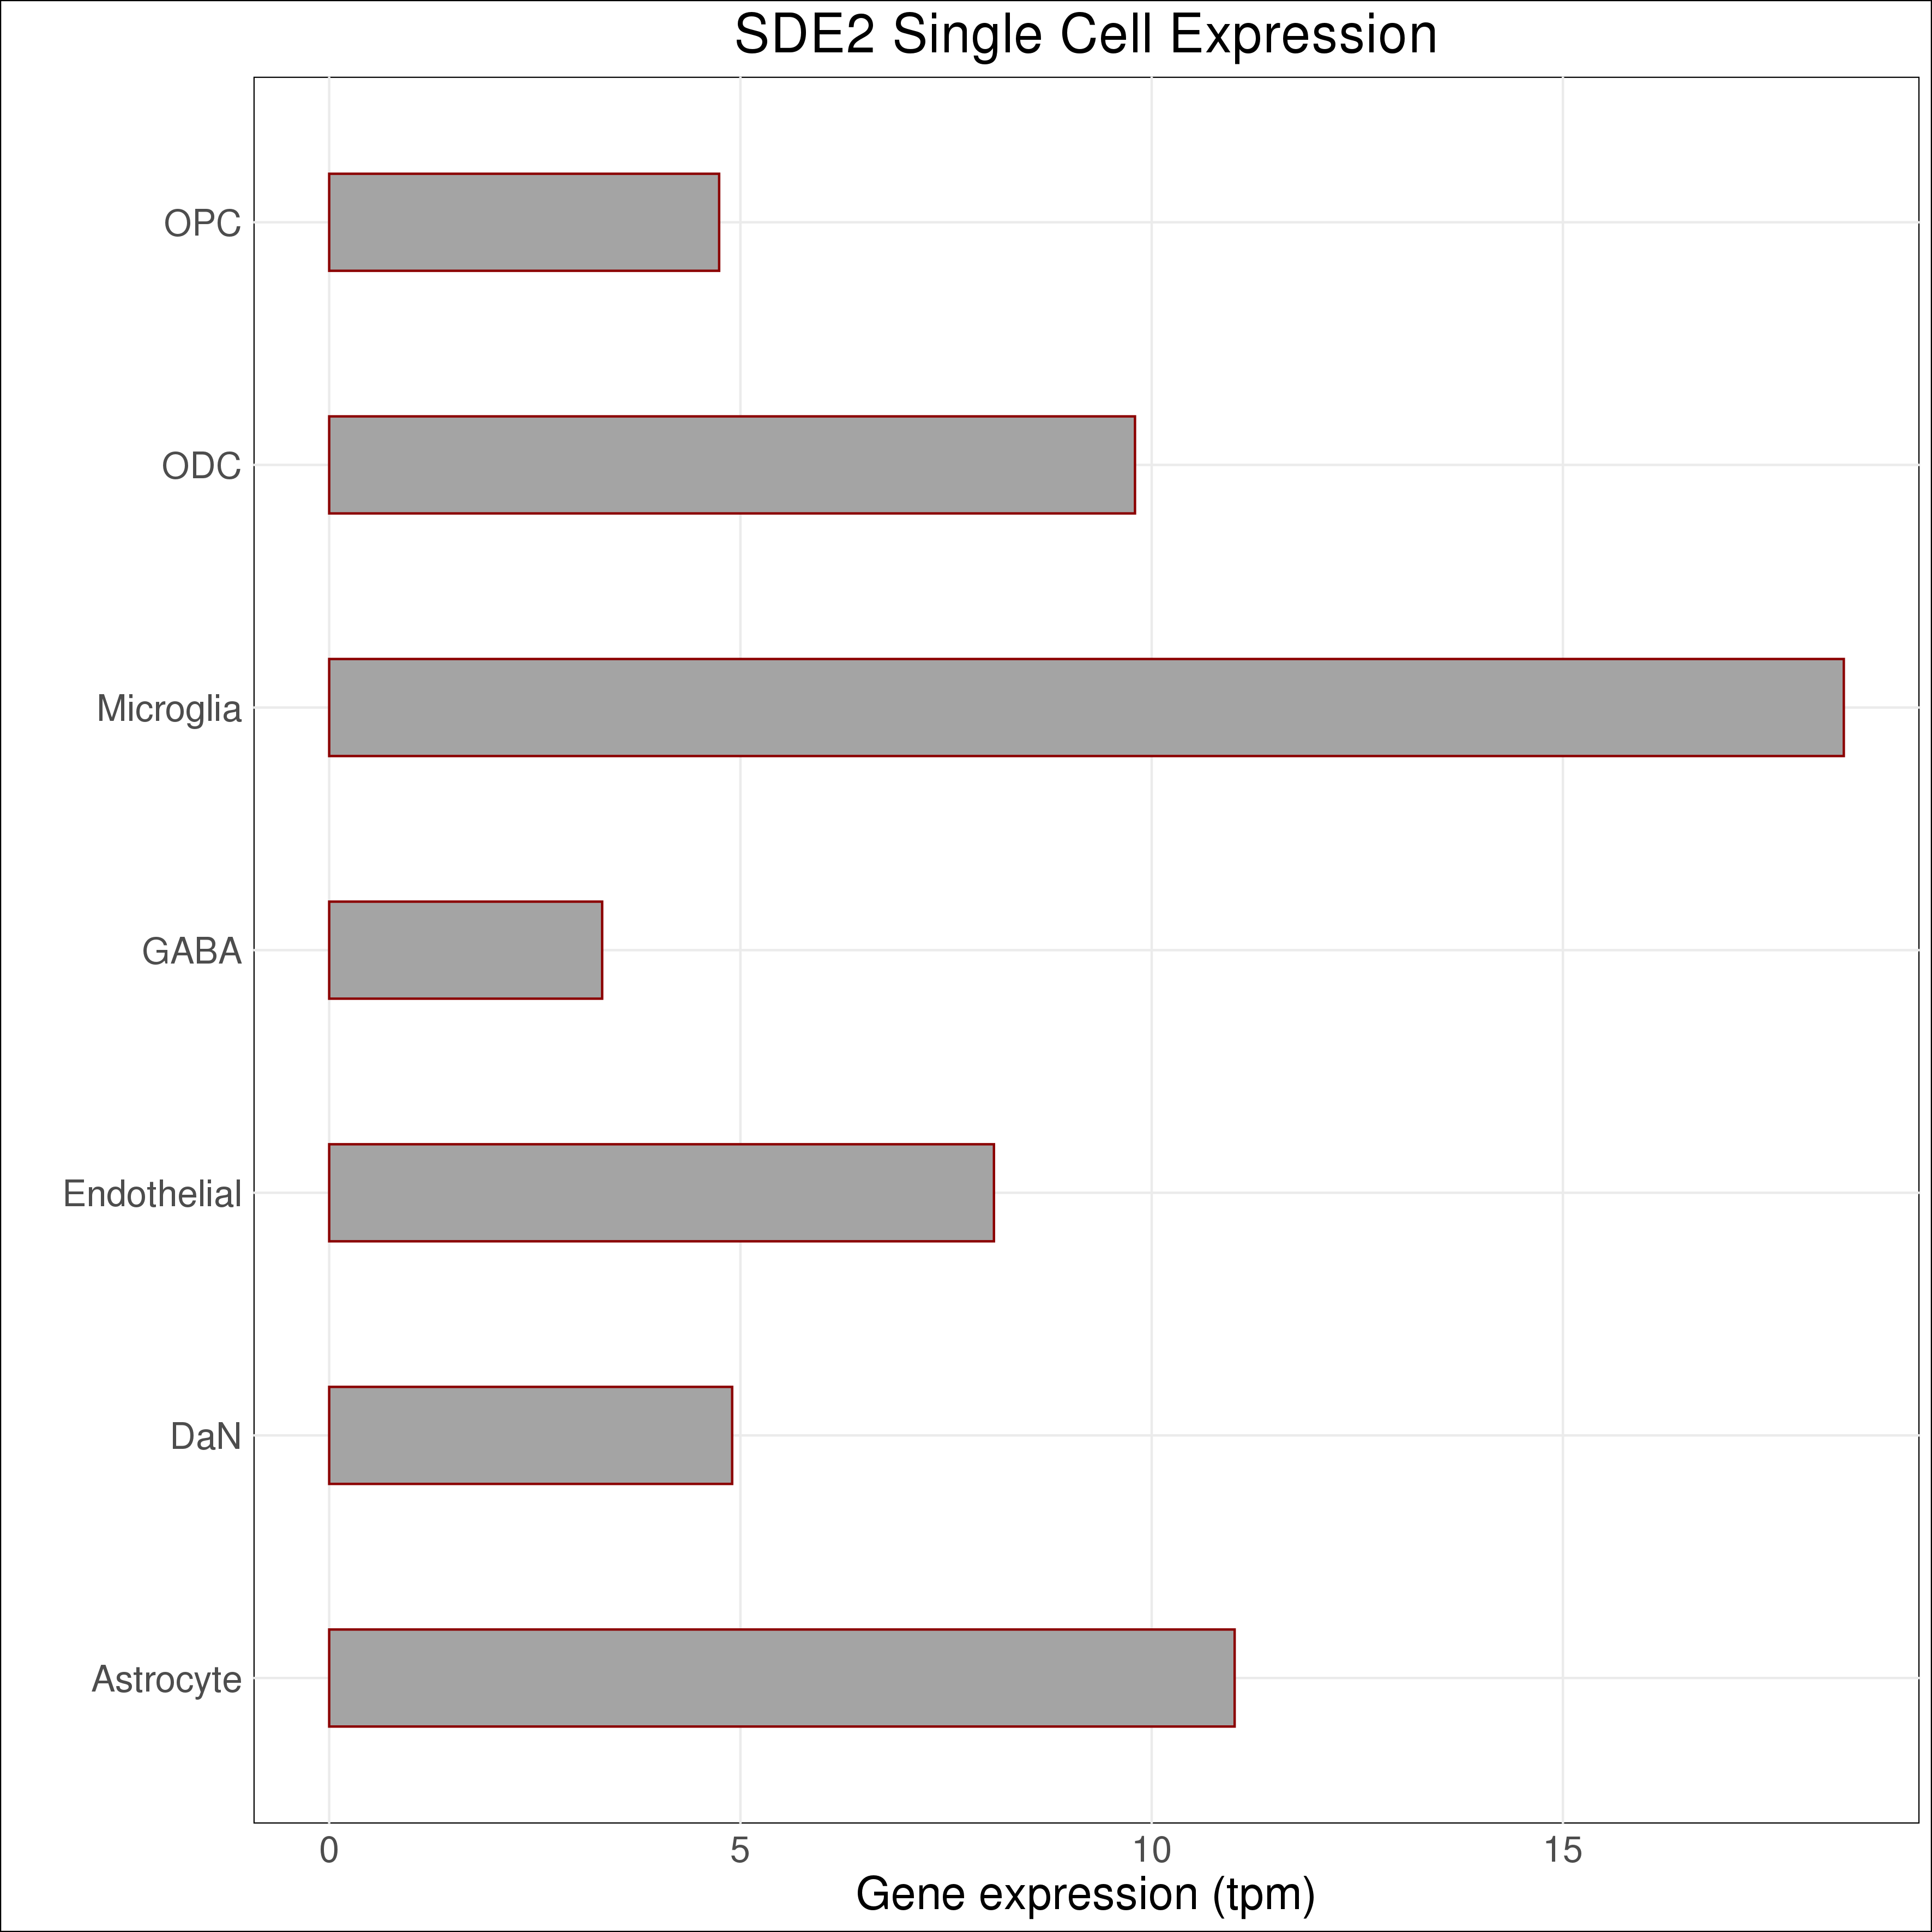 SDE2 Single Cell Expression
OPC
ODC
Microglia
GABA
Endothelial
DaN
Astrocyte
0 5 10 15
Gene expression (tpm)